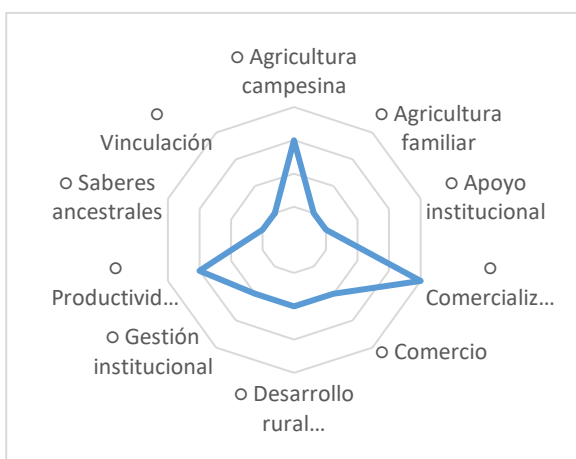 ○ Agricultura
campesina
○ Agricultura
familiar
○ Apoyo
institucional
○
Comercializ...
○ Comercio
○ Desarrollo
rural...
○ Gestión
institucional
○
Productivid...
○ Saberes
ancestrales
○
Vinculación